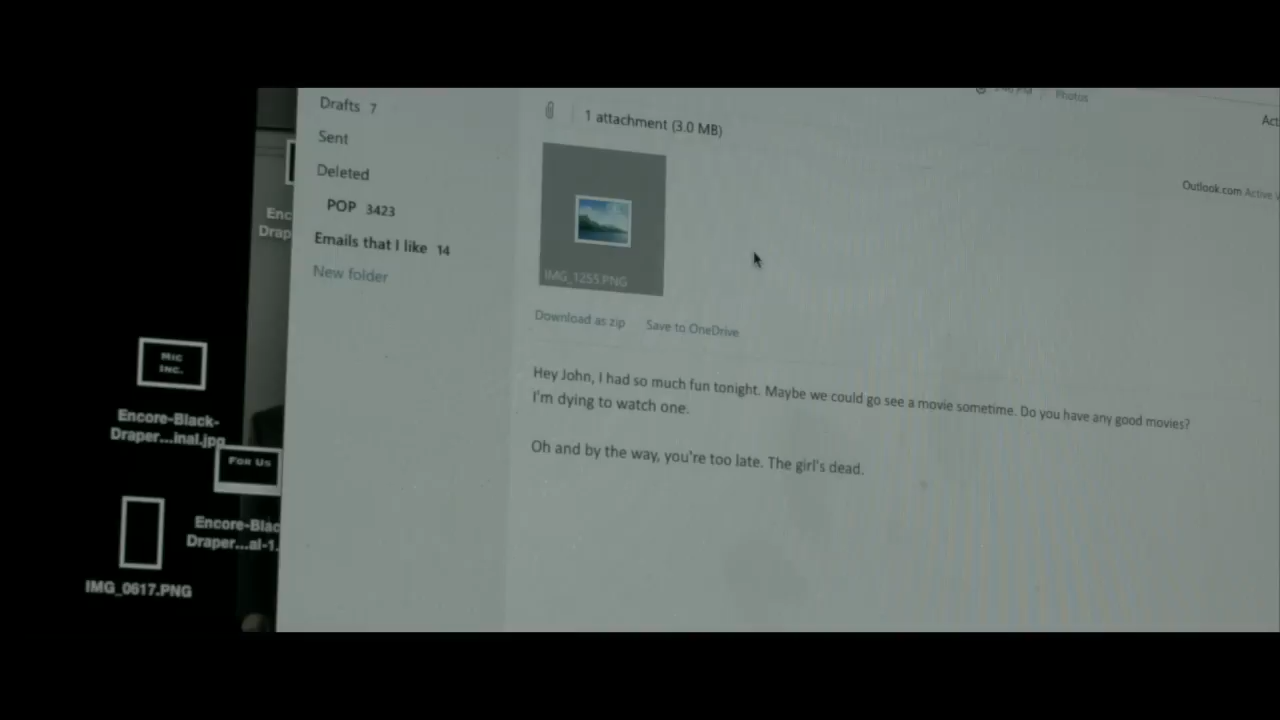 Drafts 7
Sent
Deleted
POP 3423
Emails that I like 14
New folder
1 attachment (3.0 MB)
Photos
Outlook.com Active
IMG_1255.PNG
Download as zip Save to OneDrive
Hey John, I had so much fun tonight. Maybe we could go see a movie sometime. Do you have any good movies?
I'm dying to watch one.
Oh and by the way, you're too late. The girl's dead.
Mic
INC.
Encore-Black-
Draper...inal.jpg
For Us
Encore-Blac
Draper...al-1.
IMG_0617.PNG